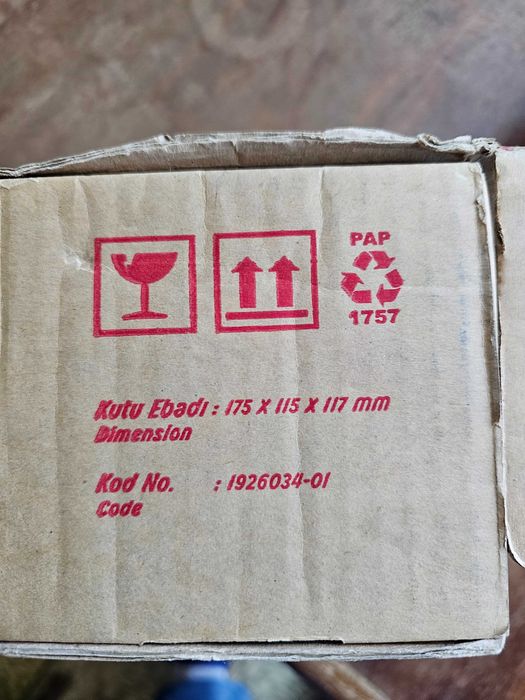 PAP
1757
Kutu Ebadı : 175 X 115 X 117 mm
Dimension
Kod No. : 1926034-01
Code